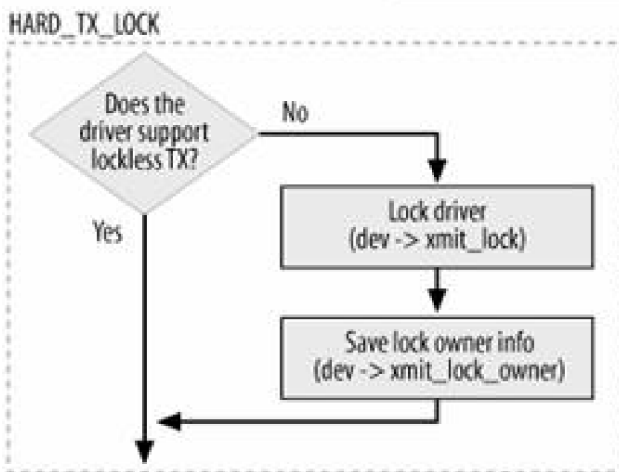 HARD_TX_LOCK
Does the
driver support
lockless TX?
No
Yes
Lock driver
(dev -> xmit_lock)
Save lock owner info
(dev -> xmit_lock_owner)